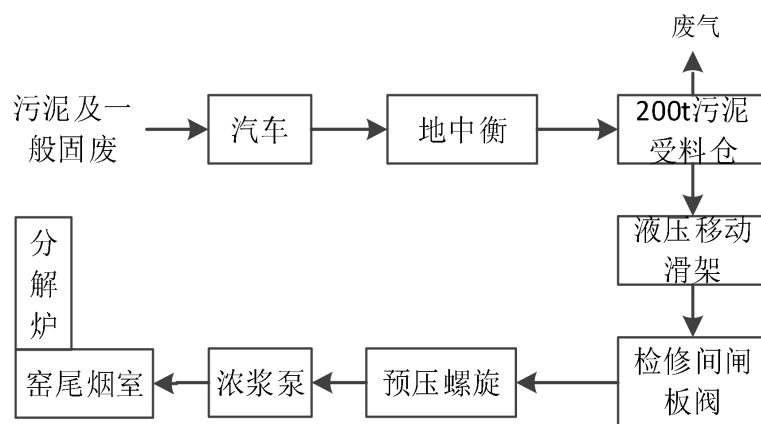 废气
污泥及一
般固废
汽车
地中衡
200t污泥
受料仓
液压移动
滑架
检修间闸
板阀
预压螺旋
浓浆泵
窑尾烟室
分
解
炉